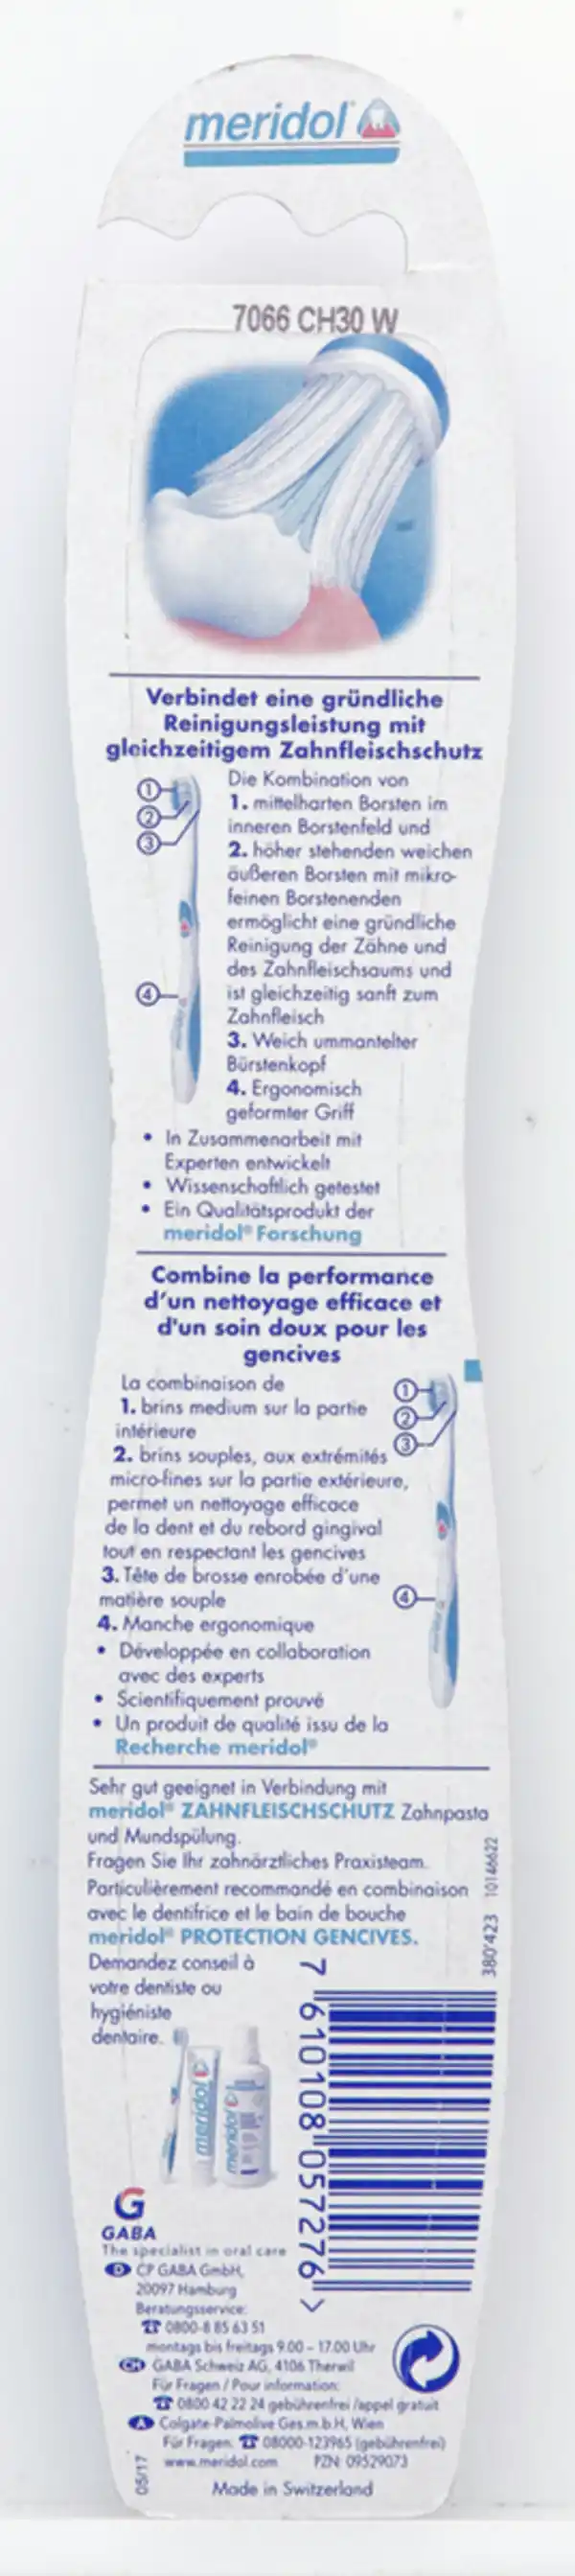 meridol®
7066 CH30 W
Verbindet eine gründliche
Reinigungsleistung mit
gleichzeitigem Zahnfleischschutz
Die Kombination von
1. mittelharten Borsten im
inneren Borstenfeld und
2. höher stehenden weichen
äußeren Borsten mit mikro-
feinen Borstenenden
ermöglicht eine gründliche
Reinigung der Zähne und
des Zahnfleischsaums und
ist gleichzeitig sanft zum
Zahnfleisch
3. Weich ummantelter
Bürstenkopf
4. Ergonomisch
geformter Griff
1
2
3
4
• In Zusammenarbeit mit
Experten entwickelt
• Wissenschaftlich getestet
• Ein Qualitätsprodukt der
meridol® Forschung
Combine la performance
d'un nettoyage efficace et
d'un soin doux pour les
gencives
La combinaison de
1. brins medium sur la partie
intérieure
2. brins souples, aux extrémités
micro-fines sur la partie extérieure,
permet un nettoyage efficace
de la dent et du rebord gingival
tout en respectant les gencives
3. Tête de brosse enrobée d'une
matière souple
4. Manche ergonomique
1
2
3
4
• Développée en collaboration
avec des experts
• Scientifiquement prouvé
• Un produit de qualité issu de la
Recherche meridol®
Sehr gut geeignet in Verbindung mit
meridol® ZAHNFLEISCHSCHUTZ Zahnpasta
und Mundspülung.
Fragen Sie Ihr zahnärztliches Praxisteam.
Particulièrement recommandé en combinaison
avec le dentifrice et le bain de bouche
meridol® PROTECTION GENCIVES.
Demandez conseil à
votre dentiste ou
hygiéniste
dentaire.
380'423 10146622
7 610108 057276 >
meridol
meridol
G
GABA
The specialist in oral care
D CP GABA GmbH,
20097 Hamburg
Beratungsservice:
☎ 0800-8 85 63 51
montags bis freitags 9.00 – 17.00 Uhr
CH GABA Schweiz AG, 4106 Therwil
Für Fragen / Pour information:
☎ 0800 42 22 24 gebührenfrei /appel gratuit
A Colgate-Palmolive Ges.m.b.H, Wien
Für Fragen: ☎ 08000-123965 (gebührenfrei)
www.meridol.com PZN: 09529073
05/17
Made in Switzerland